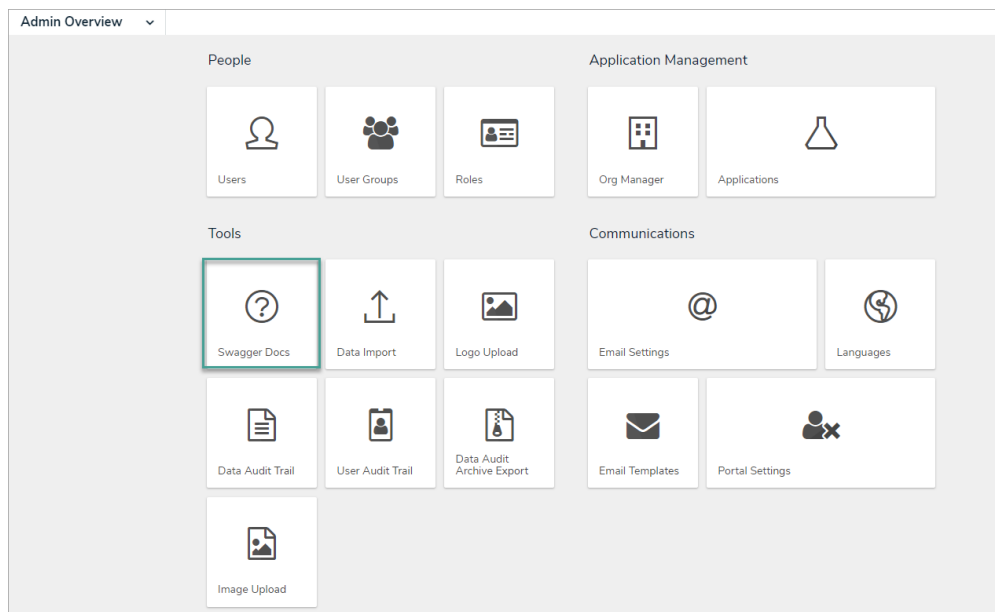 Admin Overview
People
Application Management
Users
User Groups
Roles
Org Manager
Applications
Tools
Communications
Swagger Docs
Data Import
Logo Upload
Email Settings
Languages
Data Audit Trail
User Audit Trail
Data Audit
Archive Export
Email Templates
Portal Settings
Image Upload